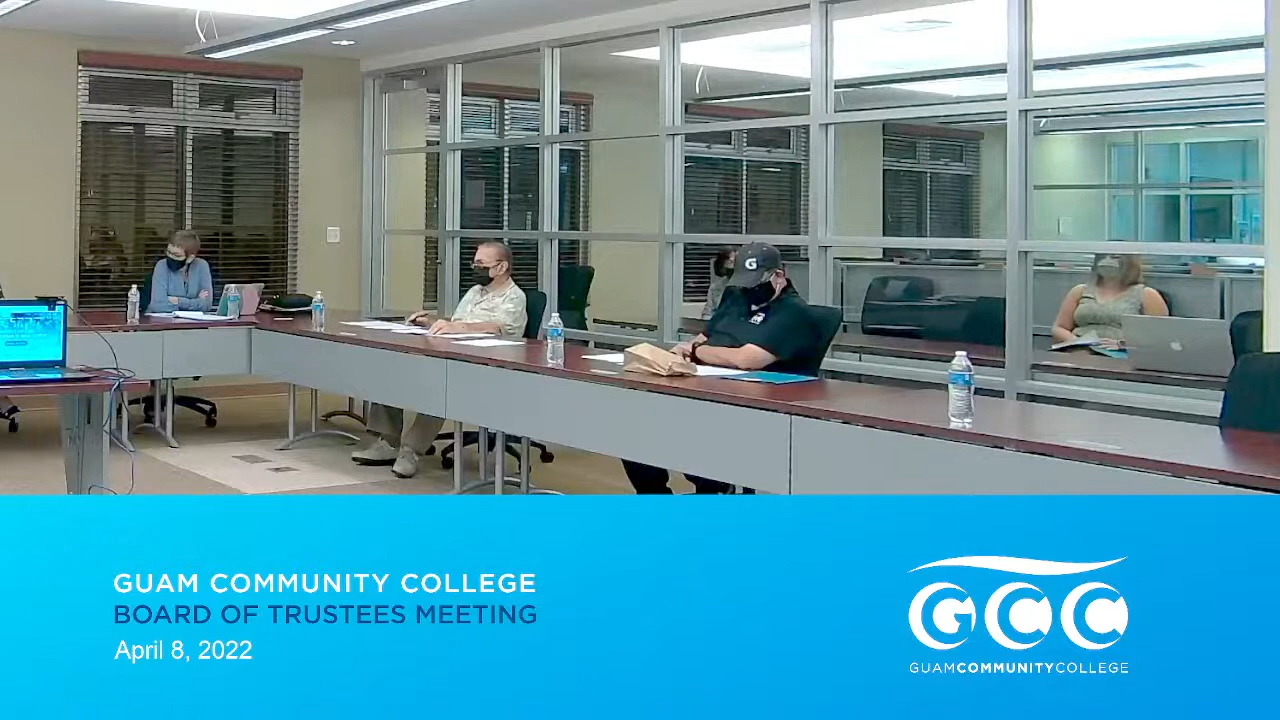 G
GUAM COMMUNITY COLLEGE
BOARD OF TRUSTEES MEETING
April 8, 2022
GCC
GUAMCOMMUNITYCOLLEGE